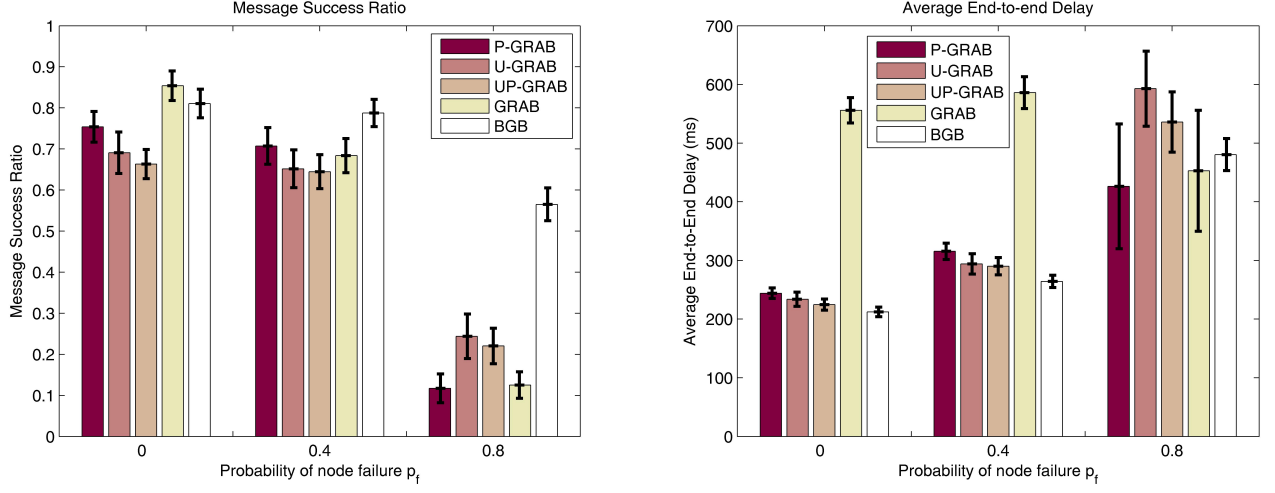 Message Success Ratio
Message Success Ratio
1
0.9
0.8
0.7
0.6
0.5
0.4
0.3
0.2
0.1
0
P-GRAB
U-GRAB
UP-GRAB
GRAB
BGB
0 0.4 0.8
Probability of node failure pf
Average End-to-end Delay
Average End-to-End Delay (ms)
700
600
500
400
300
200
100
0
P-GRAB
U-GRAB
UP-GRAB
GRAB
BGB
0 0.4 0.8
Probability of node failure pf